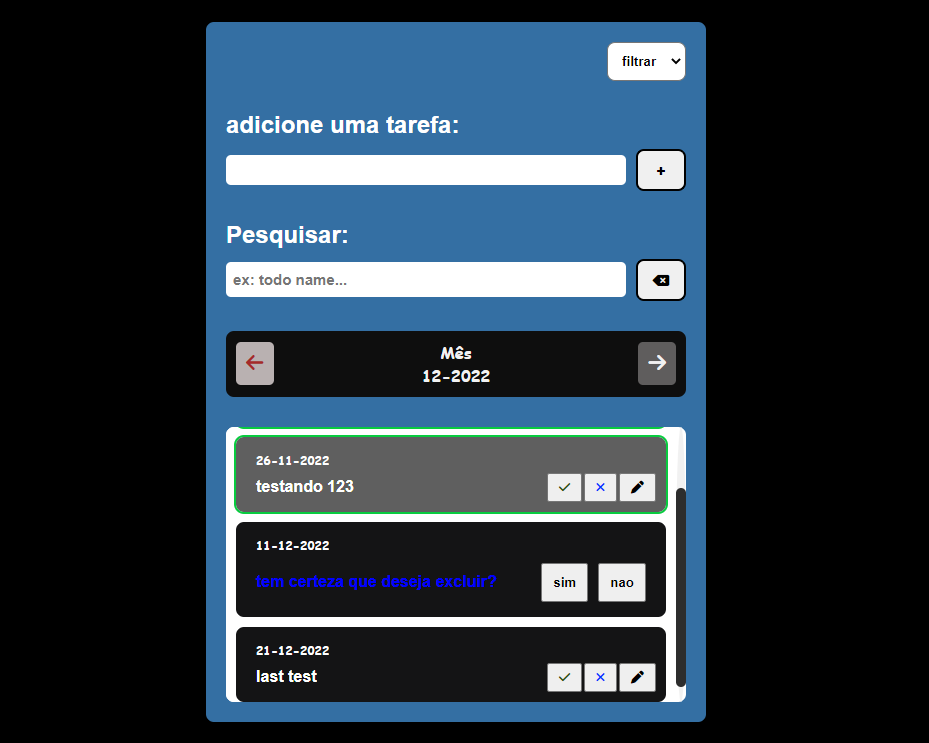 filtrar
adicione uma tarefa:
+
Pesquisar:
ex: todo name...
Mês
12-2022
26-11-2022
testando 123
11-12-2022
tem certeza que deseja excluir?
sim nao
21-12-2022
last test